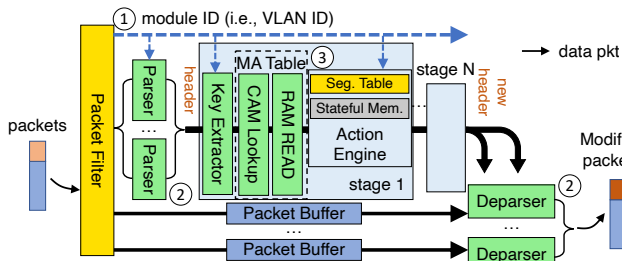 ① module ID (i.e., VLAN ID)
data pkt
packets
Packet Filter
Parser
...
Parser
②
header
Key Extractor
MA Table
CAM Lookup
RAM READ
③
Seg. Table
Stateful Mem.
Action
Engine
stage 1
...
stage N
header
new
Modif
packe
Packet Buffer
...
Packet Buffer
Deparser
②
...
Deparser